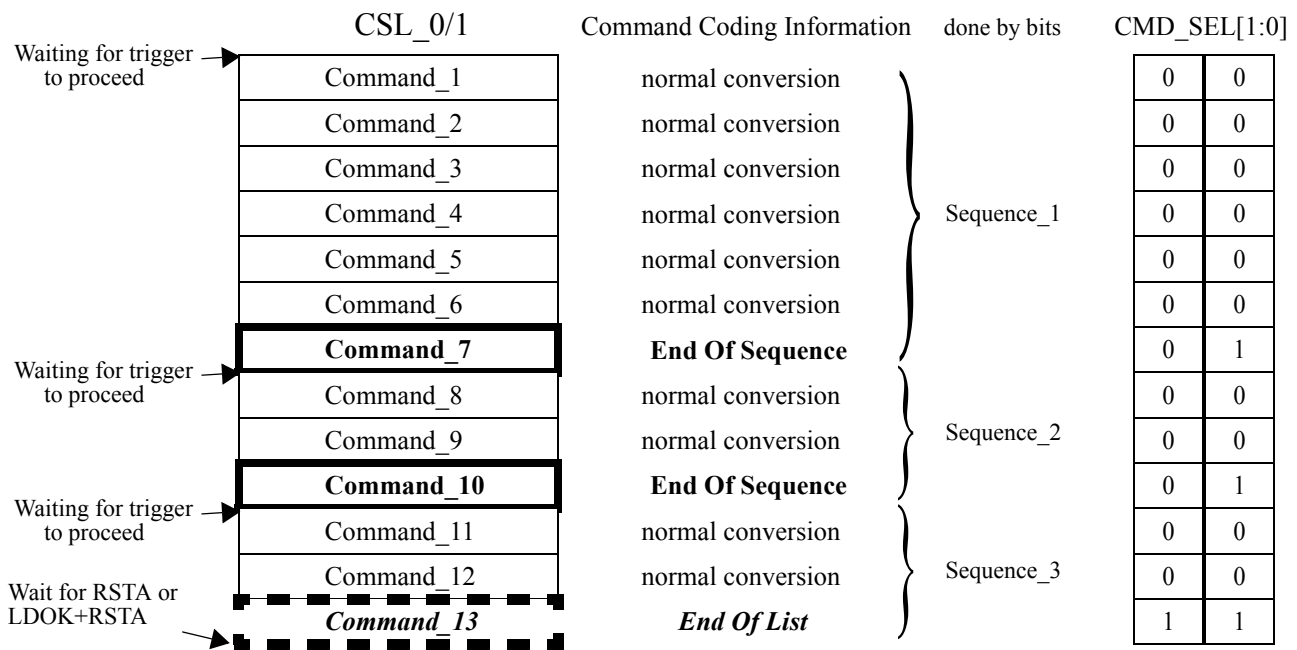 CSL_0/1 Command Coding Information done by bits CMD_SEL[1:0]
Waiting for trigger
to proceed
Command_1 normal conversion 0 0
Command_2 normal conversion 0 0
Command_3 normal conversion 0 0
Command_4 normal conversion Sequence_1 0 0
Command_5 normal conversion 0 0
Command_6 normal conversion 0 0
Command_7 End Of Sequence 0 1
Waiting for trigger
to proceed
Command_8 normal conversion 0 0
Command_9 normal conversion Sequence_2 0 0
Command_10 End Of Sequence 0 1
Waiting for trigger
to proceed
Command_11 normal conversion 0 0
Command_12 normal conversion Sequence_3 0 0
Wait for RSTA or
LDOK+RSTA
Command_13 End Of List 1 1